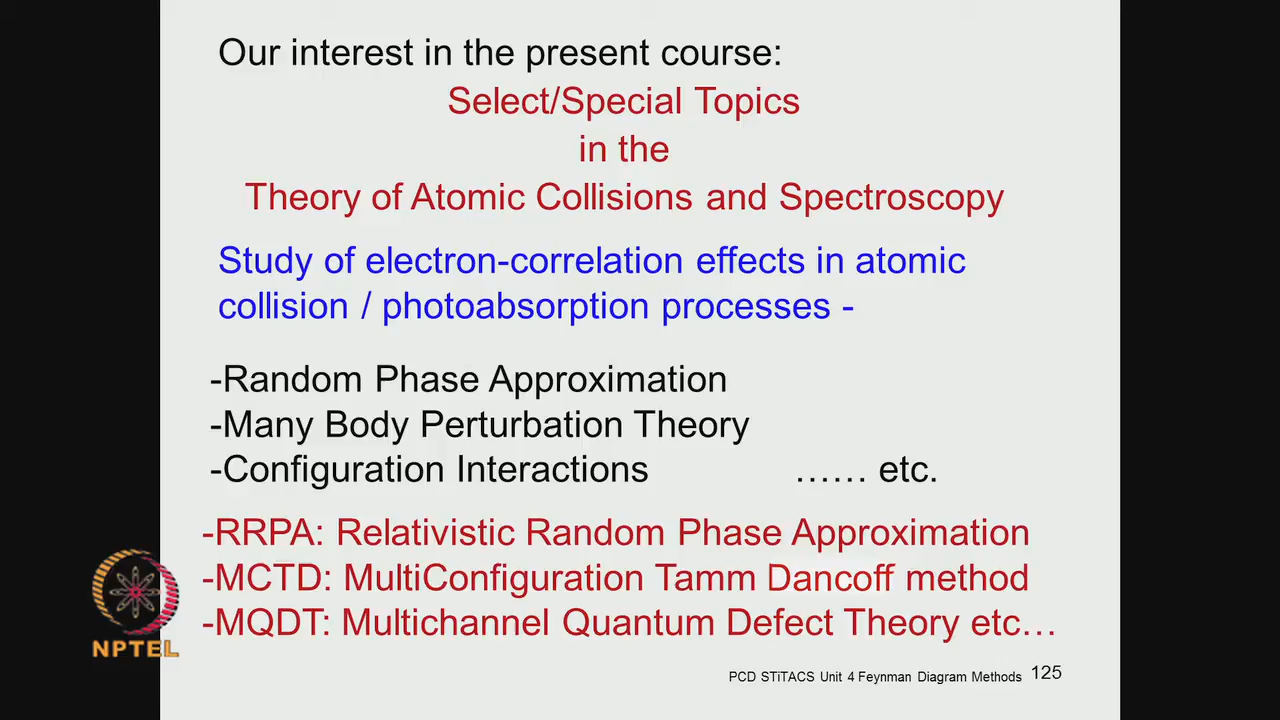 Our interest in the present course:
Select/Special Topics
in the
Theory of Atomic Collisions and Spectroscopy
Study of electron-correlation effects in atomic
collision / photoabsorption processes -
-Random Phase Approximation
-Many Body Perturbation Theory
-Configuration Interactions …… etc.
-RRPA: Relativistic Random Phase Approximation
-MCTD: MultiConfiguration Tamm Dancoff method
-MQDT: Multichannel Quantum Defect Theory etc…
NPTEL
PCD STiTACS Unit 4 Feynman Diagram Methods 125